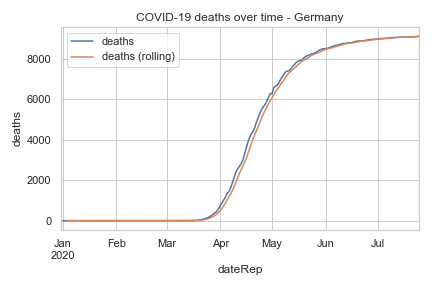 COVID-19 deaths over time - Germany
deaths
deaths (rolling)
8000
6000
4000
2000
0
deaths
Jan Feb Mar Apr May Jun Jul
2020
dateRep